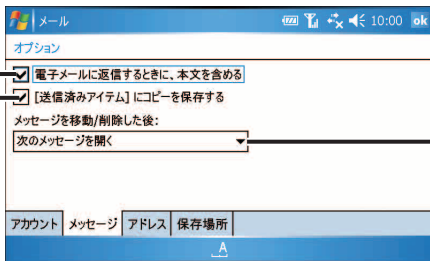 メール 10:00 ok
オプション
電子メールに返信するときに、本文を含める
[送信済みアイテム] にコピーを保存する
メッセージを移動/削除した後:
次のメッセージを開く
アカウント メッセージ アドレス 保存場所
A